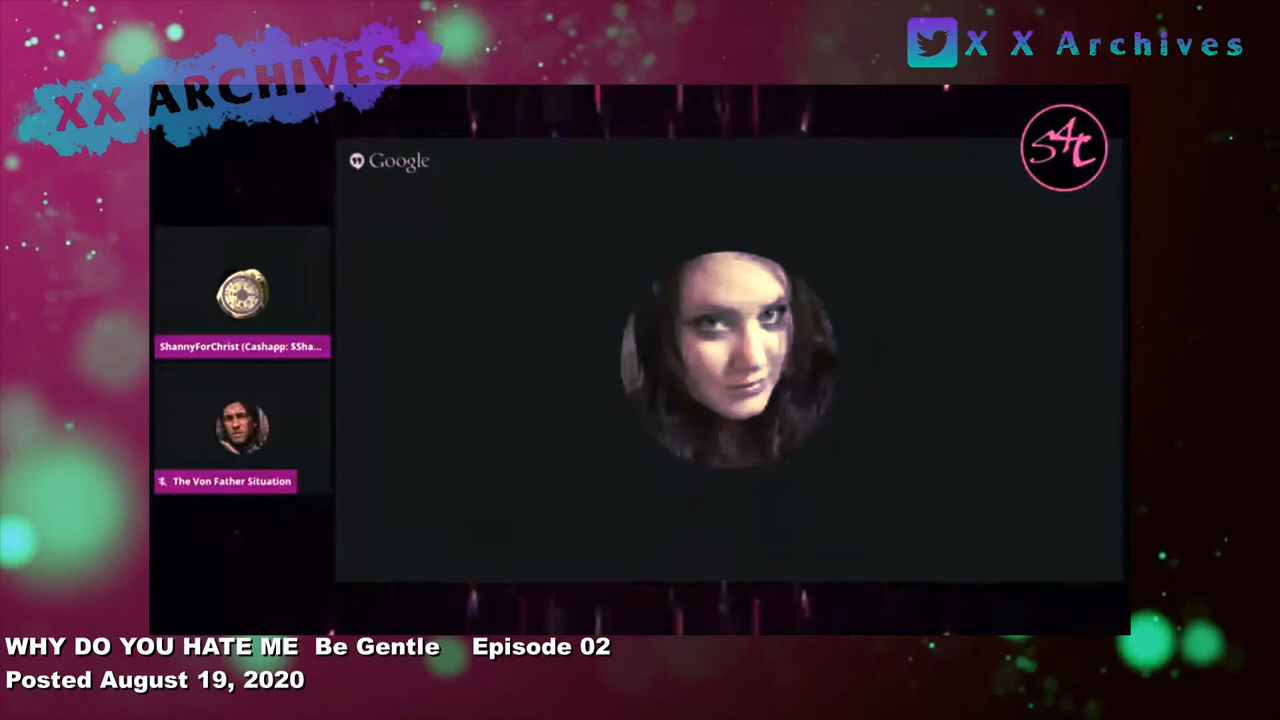 XX ARCHIVES
X X Archives
S4C
Google
ShannyForChrist (Cashapp: $Sha...
The Von Father Situation
WHY DO YOU HATE ME Be Gentle Episode 02
Posted August 19, 2020